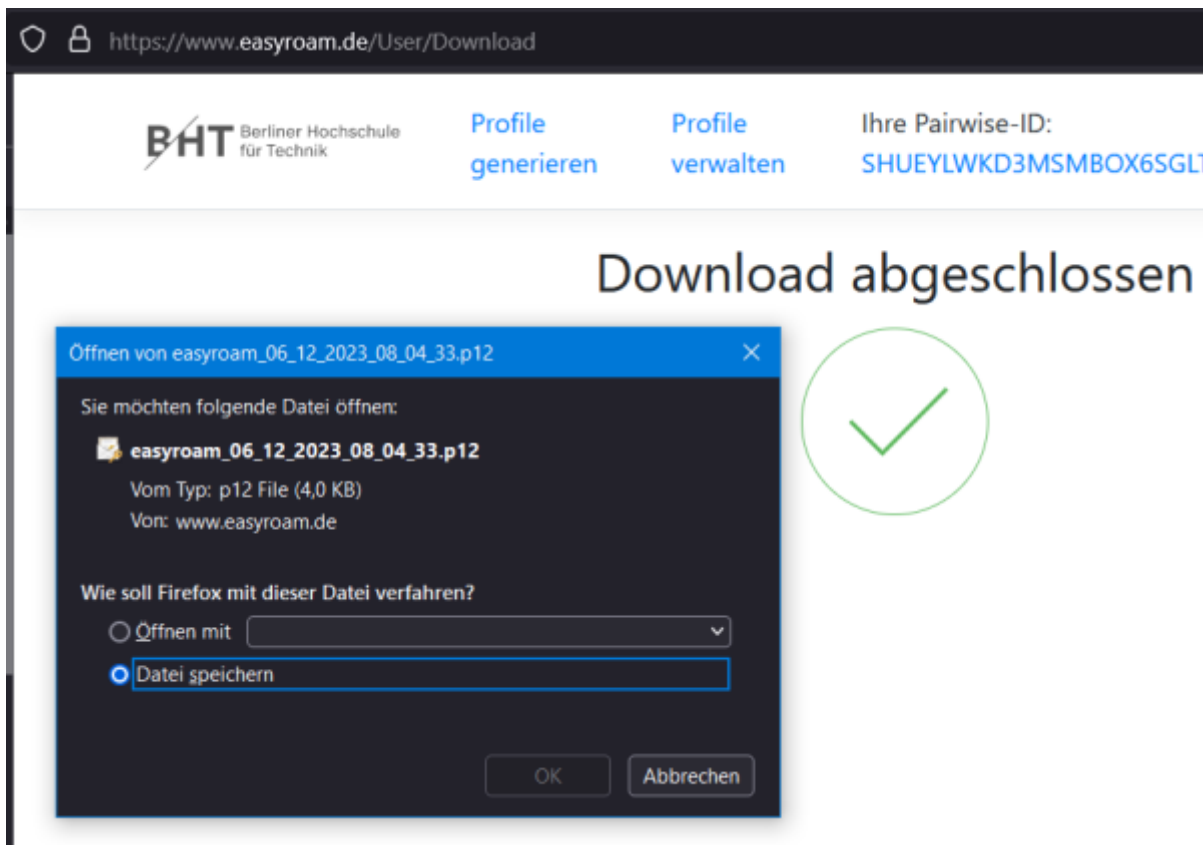 https://www.easyroam.de/User/Download
BHT Berliner Hochschule
für Technik
Profile
generieren
Profile
verwalten
Ihre Pairwise-ID:
SHUEYLWKD3MSMBOX6SGLT
Download abgeschlossen
Öffnen von easyroam_06_12_2023_08_04_33.p12
Sie möchten folgende Datei öffnen:
easyroam_06_12_2023_08_04_33.p12
Vom Typ: p12 File (4,0 KB)
Von: www.easyroam.de
Wie soll Firefox mit dieser Datei verfahren?
Öffnen mit
Datei speichern
OK
Abbrechen